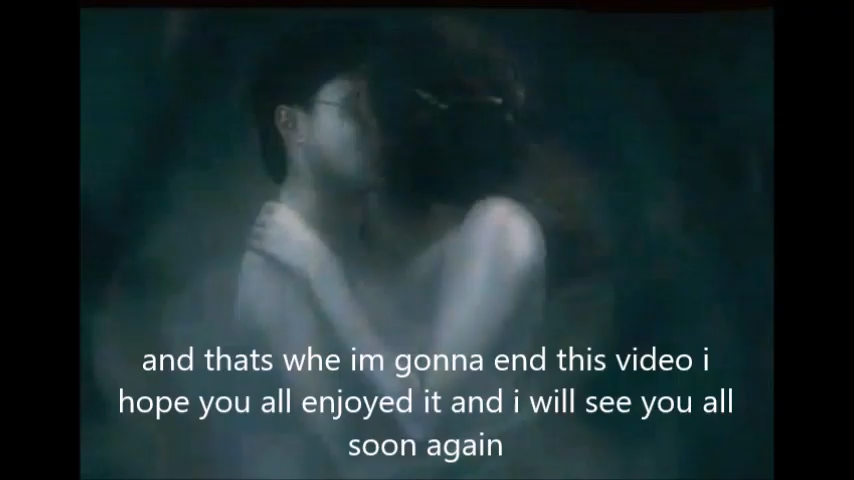 and thats whe im gonna end this video i
hope you all enjoyed it and i will see you all
soon again